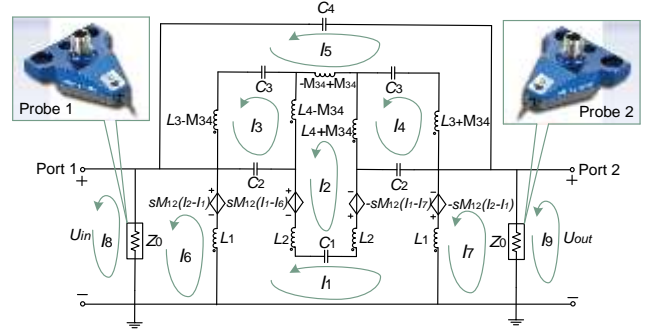 C4
I5
-M34+M34
C3
C3
Probe 1
Probe 2
L3-M34
I3
L4-M34
L4+M34
I4
L3+M34
Port 1
C2
I2
C2
Port 2
+
+
sM12(I2-I1)
sM12(I1-I6)
-sM12(I1-I7)
-sM12(I2-I1)
Uin
I8
Z0
I6
L1
L2
C1
L2
L1
I7
Z0
I9
Uout
I1